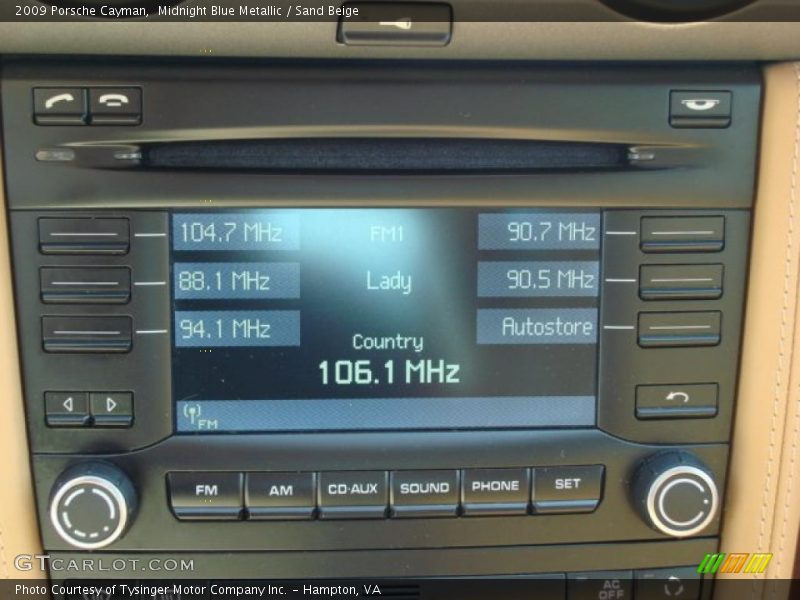 2009 Porsche Cayman, Midnight Blue Metallic / Sand Beige
104.7 MHz FM1 90.7 MHz
88.1 MHz Lady 90.5 MHz
94.1 MHz Autostore
Country
106.1 MHz
FM
FM AM CD·AUX SOUND PHONE SET
GTCARLOT.COM
AC OFF
Photo Courtesy of Tysinger Motor Company Inc. – Hampton, VA